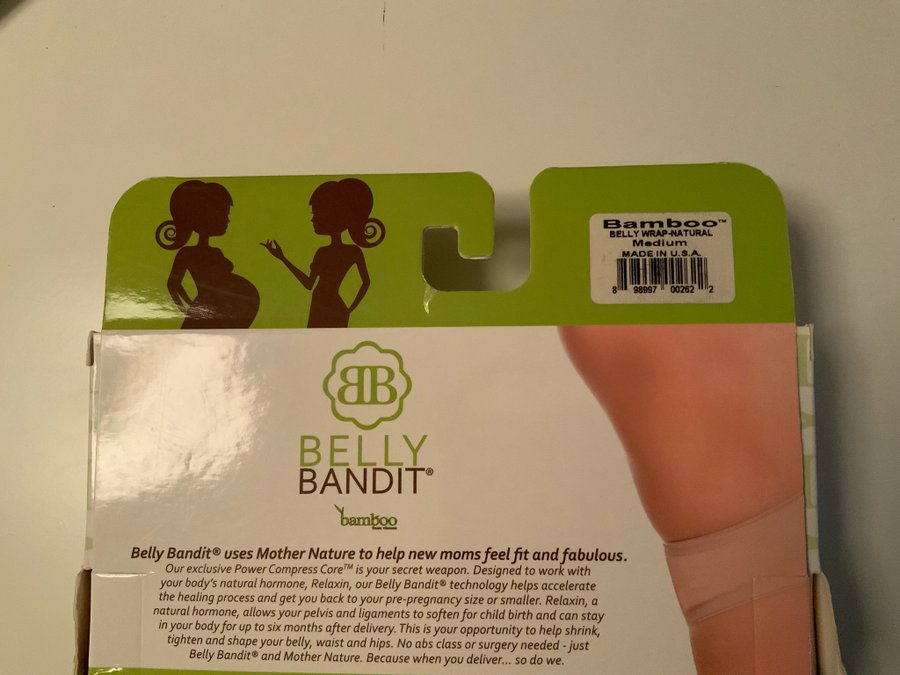 Bamboo™
BELLY WRAP-NATURAL
Medium
MADE IN U.S.A.
8 98997 00262 2
BB
BELLY
BANDIT®
bamboo
Belly Bandit® uses Mother Nature to help new moms feel fit and fabulous.
Our exclusive Power Compress Core™ is your secret weapon. Designed to work with
your body's natural hormone, Relaxin, our Belly Bandit® technology helps accelerate
the healing process and get you back to your pre-pregnancy size or smaller. Relaxin, a
natural hormone, allows your pelvis and ligaments to soften for child birth and can stay
in your body for up to six months after delivery. This is your opportunity to help shrink,
tighten and shape your belly, waist and hips. No abs class or surgery needed - just
Belly Bandit® and Mother Nature. Because when you deliver... so do we.